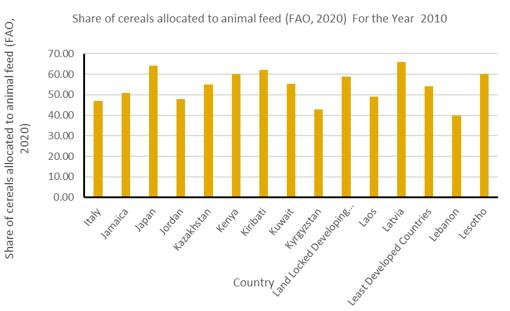 Share of cereals allocated to animal feed (FAO, 2020) For the Year 2010
Share of cereals allocated to animal feed (FAO,
2020)
70.00
60.00
50.00
40.00
30.00
20.00
10.00
0.00
Italy
Jamaica
Japan
Jordan
Kazakhstan
Kenya
Kiribati
Kuwait
Kyrgyzstan
Land Locked Developing...
Laos
Latvia
Least Developed Countries
Lebanon
Lesotho
Country